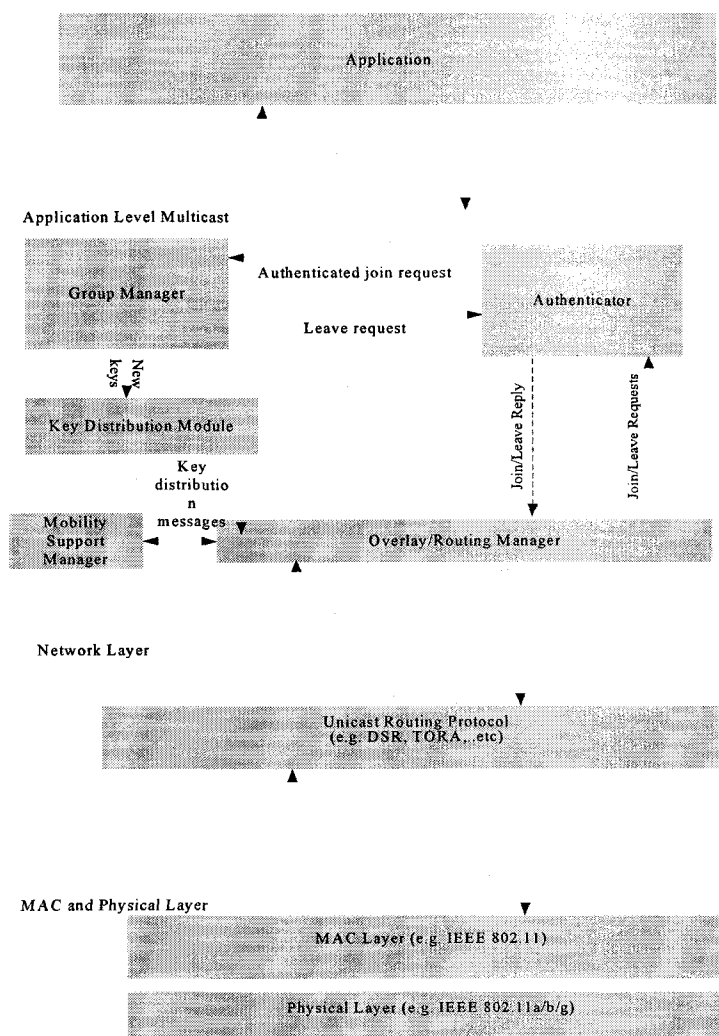 Application
Application Level Multicast
Group Manager
Authenticated join request
Leave request
Authenticator
New
keys
Key Distribution Module
Join/Leave Reply
Join/Leave Requests
Key
distributio
n
messages
Mobility
Support
Manager
Overlay/Routing Manager
Network Layer
Unicast Routing Protocol
(e.g. DSR, TORA, .etc)
MAC and Physical Layer
MAC Layer (e.g. IEEE 802.11)
Physical Layer (e.g. IEEE 802.11a/b/g)